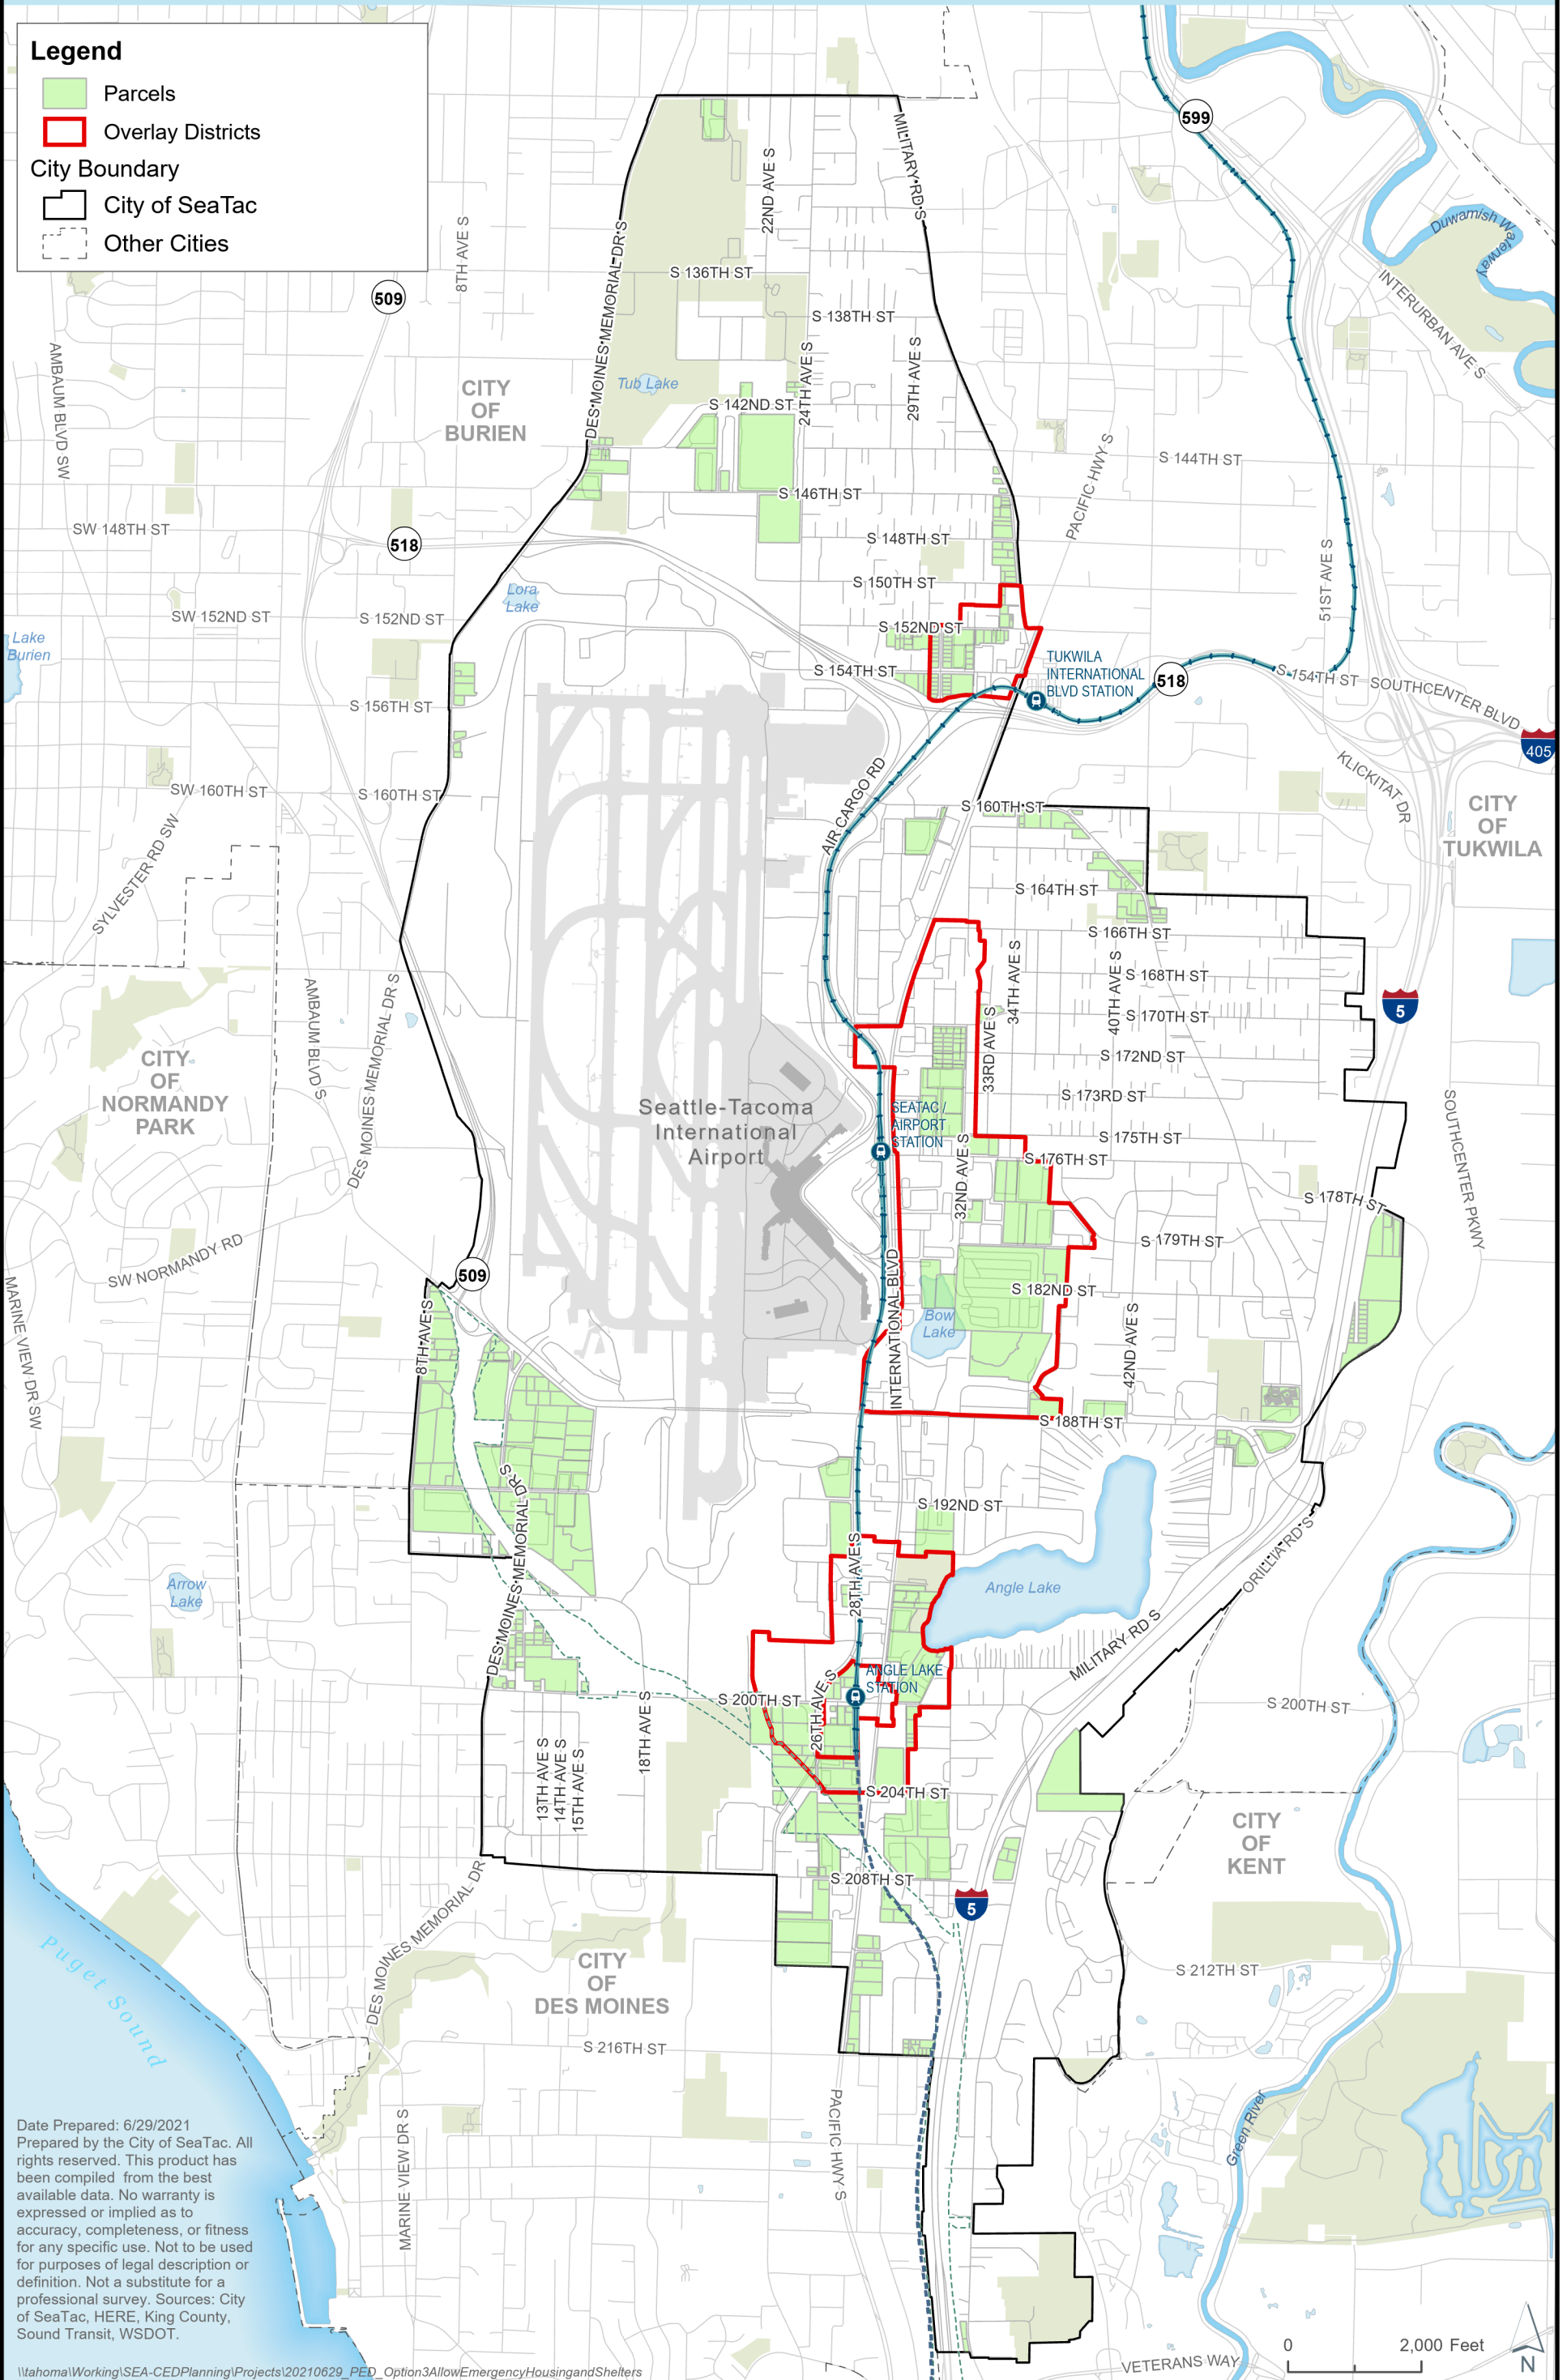 Legend
Parcels
Overlay Districts
City Boundary
City of SeaTac
Other Cities
599
Duwamish Waterway
INTERURBAN AVE S
MILITARY RD S
22ND AVE S
8TH AVE S
DES MOINES MEMORIAL DR S
S 136TH ST
509
S 138TH ST
AMBAUM BLVD SW
CITY
OF
BURIEN
Tub Lake
24TH AVE S
29TH AVE S
S 142ND ST
PACIFIC HWY S
S 144TH ST
S 146TH ST
SW 148TH ST
518
S 148TH ST
51ST AVE S
S 150TH ST
Lora
Lake
SW 152ND ST
S 152ND ST
S 152ND ST
Lake
Burien
S 154TH ST
TUKWILA
INTERNATIONAL
BLVD STATION
518
S 154TH ST
SOUTHCENTER BLVD
S 156TH ST
405
KLICKITAT DR
SW 160TH ST
S 160TH ST
AIR CARGO RD
S 160TH ST
CITY
OF
TUKWILA
SYLVESTER RD SW
S 164TH ST
S 166TH ST
34TH AVE S
40TH AVE S
S 168TH ST
AMBAUM BLVD S
DES MOINES MEMORIAL DR S
5
S 170TH ST
33RD AVE S
S 172ND ST
CITY
OF
NORMANDY
PARK
S 173RD ST
SOUTHCENTER PKWY
Seattle-Tacoma
International
Airport
SEATAC /
AIRPORT
STATION
32ND AVE S
S 175TH ST
S 176TH ST
S 178TH ST
SW NORMANDY RD
S 179TH ST
509
MARINE VIEW DR SW
8TH AVE S
INTERNATIONAL BLVD
S 182ND ST
Bow
Lake
42ND AVE S
S 188TH ST
DES MOINES MEMORIAL DR S
S 192ND ST
28TH AVE S
ORILLIA RD S
Arrow
Lake
Angle Lake
MILITARY RD S
ANGLE LAKE
STATION
S 200TH ST
26TH AVE S
S 200TH ST
18TH AVE S
13TH AVE S
14TH AVE S
15TH AVE S
S 204TH ST
CITY
OF
KENT
S 208TH ST
5
DES MOINES MEMORIAL DR
Puget Sound
CITY
OF
DES MOINES
S 212TH ST
S 216TH ST
MARINE VIEW DR S
PACIFIC HWY S
Green River
Date Prepared: 6/29/2021
Prepared by the City of SeaTac. All
rights reserved. This product has
been compiled from the best
available data. No warranty is
expressed or implied as to
accuracy, completeness, or fitness
for any specific use. Not to be used
for purposes of legal description or
definition. Not a substitute for a
professional survey. Sources: City
of SeaTac, HERE, King County,
Sound Transit, WSDOT.
0 2,000 Feet
N
VETERANS WAY
\\tahoma\Working\SEA-CEDPlanning\Projects\20210629_PED_Option3AllowEmergencyHousingandShelters